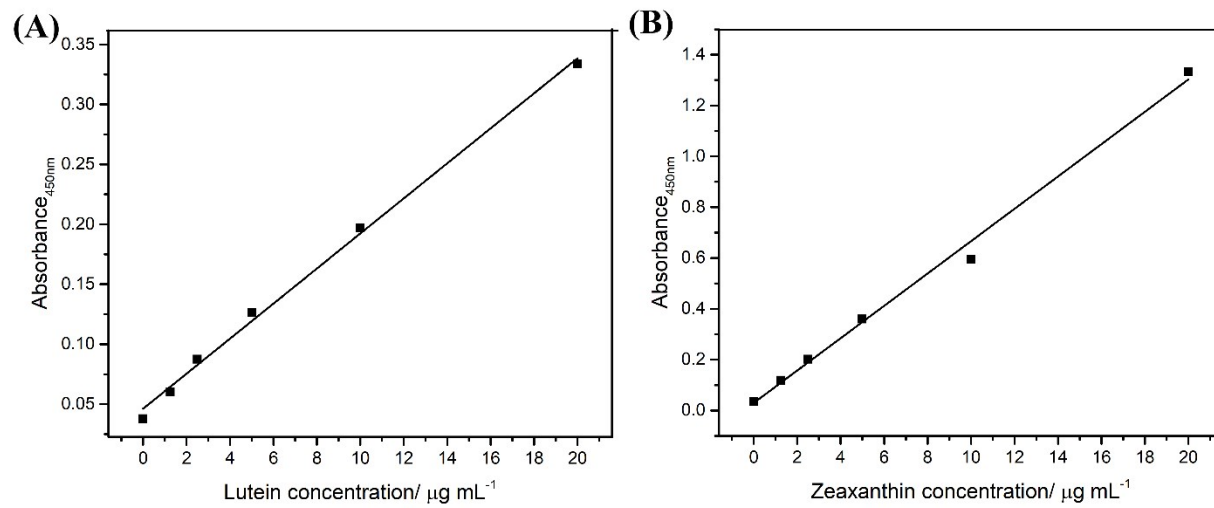 (A)
0.35
0.30
0.25
0.20
0.15
0.10
0.05
Absorbance450nm
0 2 4 6 8 10 12 14 16 18 20
Lutein concentration/ μg mL⁻¹
(B)
1.4
1.2
1.0
0.8
0.6
0.4
0.2
0.0
Absorbance450nm
0 2 4 6 8 10 12 14 16 18 20
Zeaxanthin concentration/ μg mL⁻¹